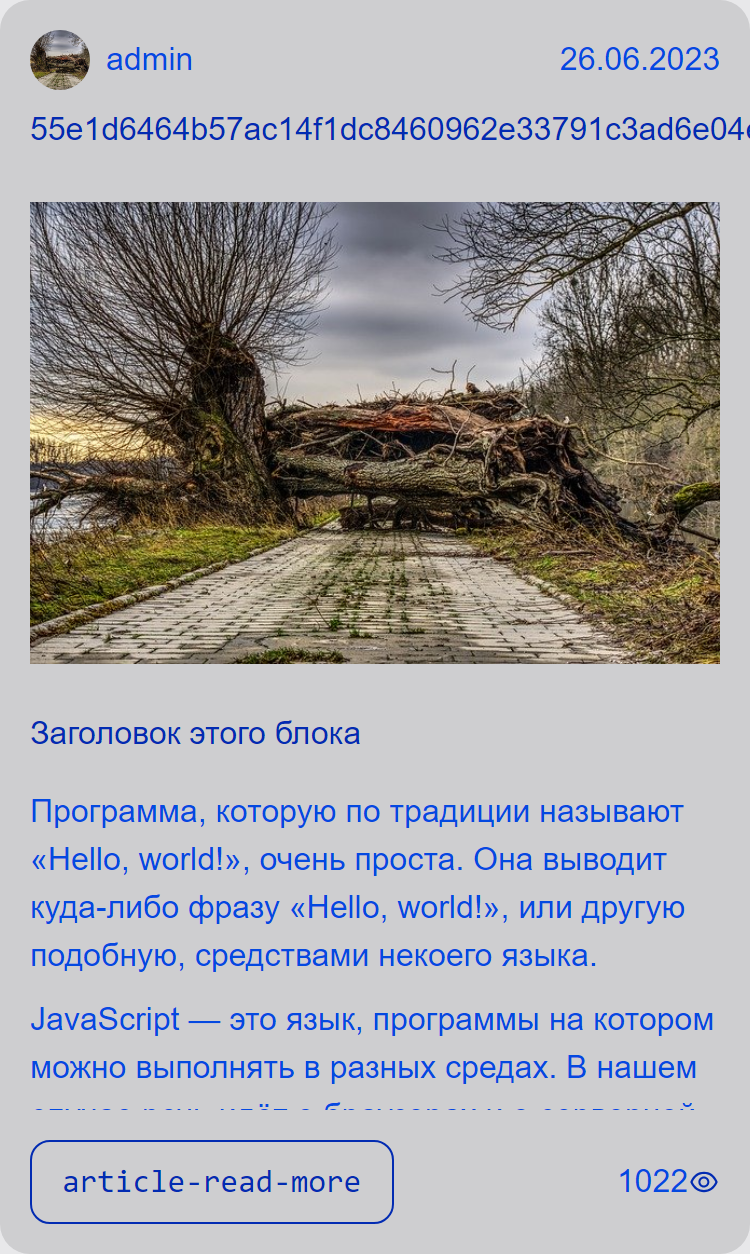 admin
26.06.2023
55e1d6464b57ac14f1dc8460962e33791c3ad6e04
Заголовок этого блока
Программа, которую по традиции называют
«Hello, world!», очень проста. Она выводит
куда-либо фразу «Hello, world!», или другую
подобную, средствами некоего языка.
JavaScript — это язык, программы на котором
можно выполнять в разных средах. В нашем
article-read-more
1022